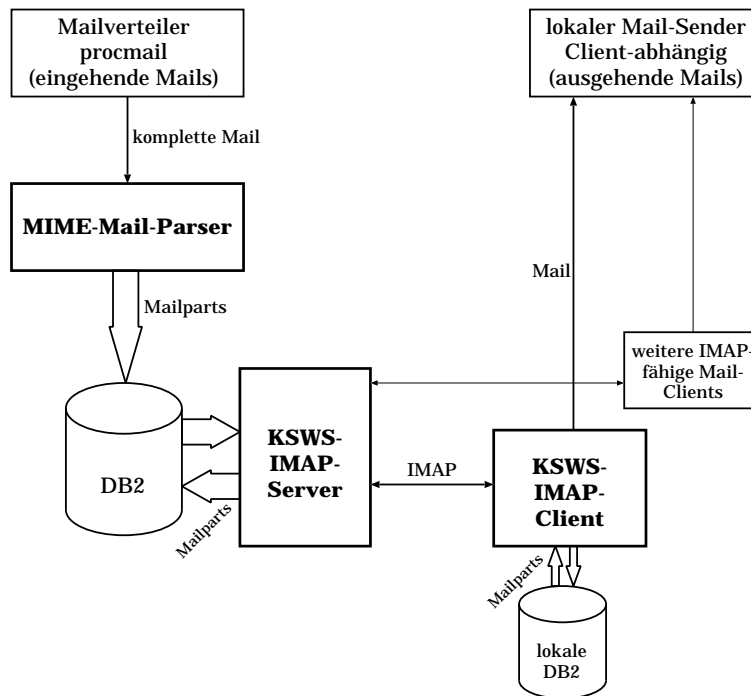 Mailverteiler
procmail
(eingehende Mails)
lokaler Mail-Sender
Client-abhängig
(ausgehende Mails)
komplette Mail
MIME-Mail-Parser
Mail
Mailparts
weitere IMAP-
fähige Mail-
Clients
DB2
KSWS-
IMAP-
Server
IMAP
KSWS-
IMAP-
Client
Mailparts
Mailparts
lokale
DB2